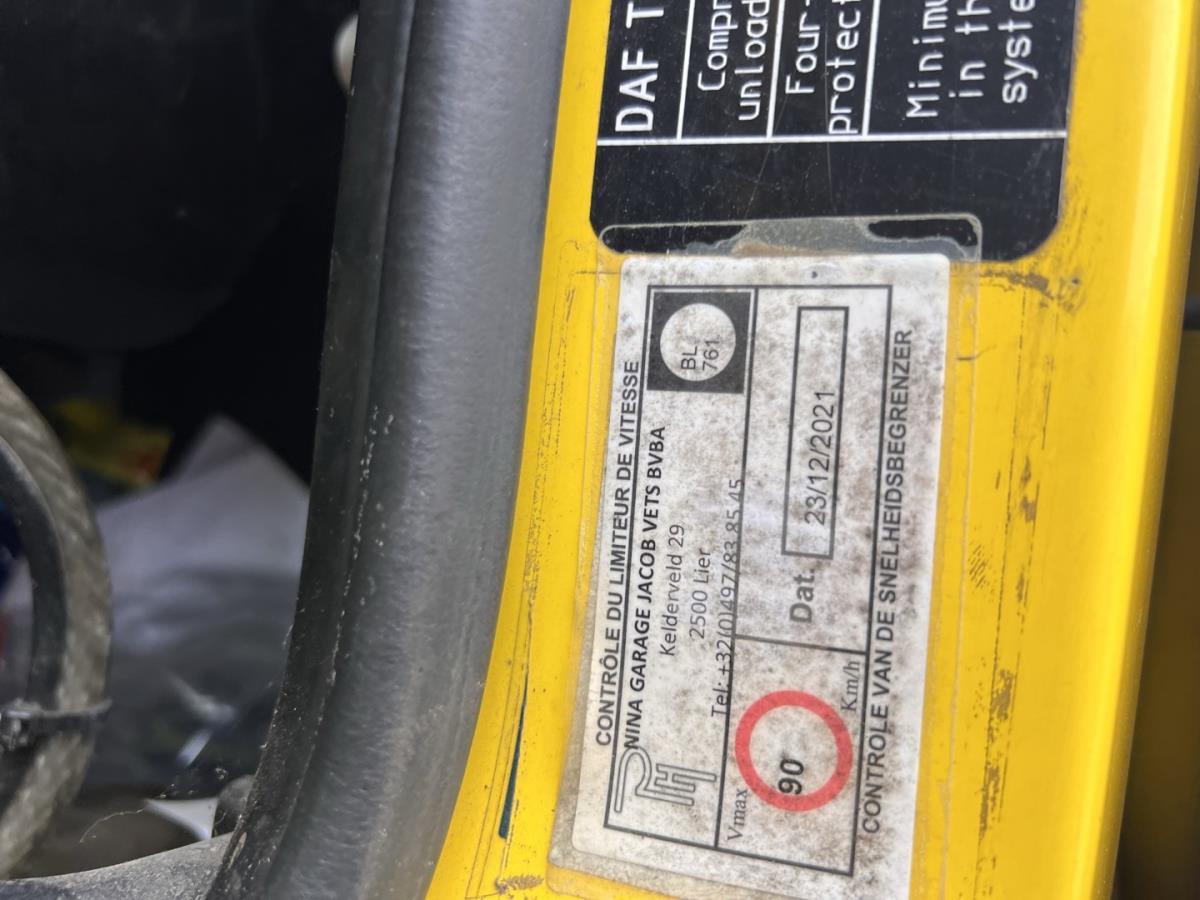 DAF T
Compr
unload
Four-
protect
Minimu
in th
syste
CONTRÔLE DU LIMITEUR DE VITESSE
NINA GARAGE JACOB VETS BVBA
Kelderveld 29
2500 Lier
Tel: +32(0)497/83.85.45
BL
761
Vmax
90
Km/h
Dat. 23/12/2021
CONTROLE VAN DE SNELHEIDSBEGRENZER